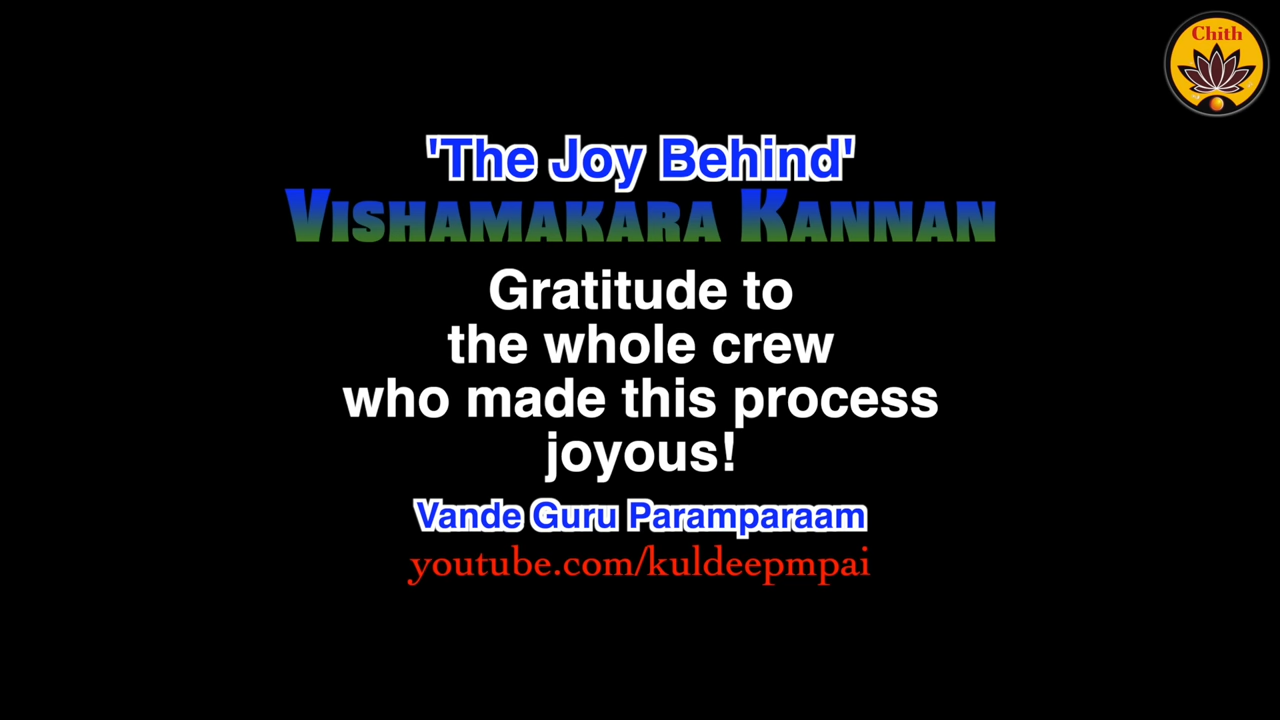 Chith
'The Joy Behind'
VISHAMAKARA KANNAN
Gratitude to
the whole crew
who made this process
joyous!
Vande Guru Paramparaam
youtube.com/kuldeepmpai